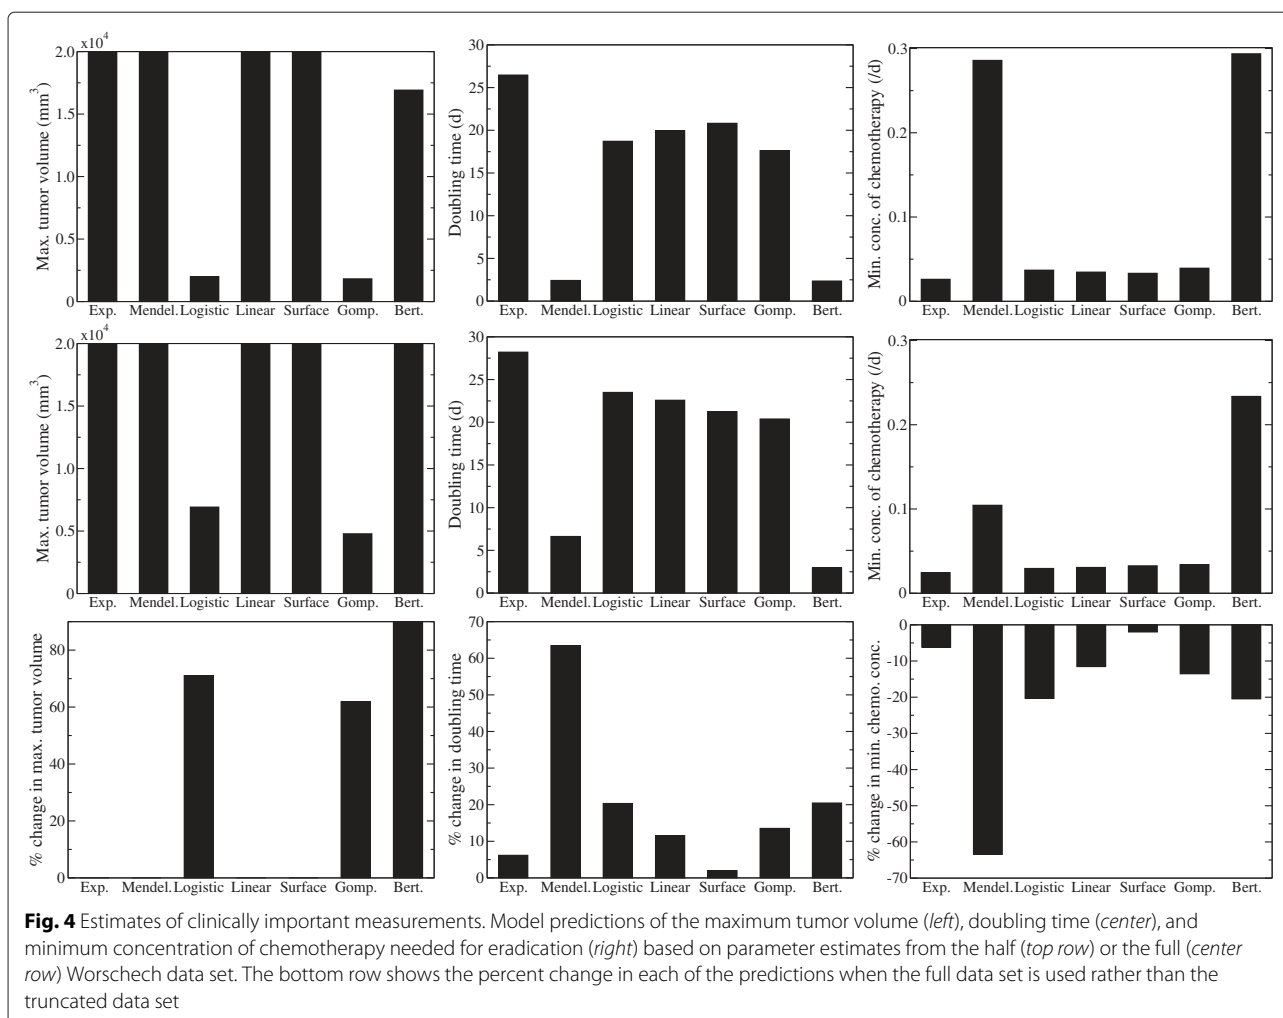 x10⁴
2.0
1.5
1.0
0.5
0
Max. tumor volume (mm³)
Exp. Mendel. Logistic Linear Surface Gomp. Bert.
30
25
20
15
10
5
0
Doubling time (d)
Exp. Mendel. Logistic Linear Surface Gomp. Bert.
0.3
0.2
0.1
0
Min. conc. of chemotherapy (/d)
Exp. Mendel. Logistic Linear Surface Gomp. Bert.
x10⁴
2.0
1.5
1.0
0.5
0
Max. tumor volume (mm³)
Exp. Mendel. Logistic Linear Surface Gomp. Bert.
30
25
20
15
10
5
0
Doubling time (d)
Exp. Mendel. Logistic Linear Surface Gomp. Bert.
0.3
0.2
0.1
0
Min. conc. of chemotherapy (/d)
Exp. Mendel. Logistic Linear Surface Gomp. Bert.
80
60
40
20
0
% change in max. tumor volume
Exp. Mendel. Logistic Linear Surface Gomp. Bert.
70
60
50
40
30
20
10
0
% change in doubling time
Exp. Mendel. Logistic Linear Surface Gomp. Bert.
0
-10
-20
-30
-40
-50
-60
-70
% change in min. chemo. conc.
Exp. Mendel. Logistic Linear Surface Gomp. Bert.
Fig. 4 Estimates of clinically important measurements. Model predictions of the maximum tumor volume (left), doubling time (center), and
minimum concentration of chemotherapy needed for eradication (right) based on parameter estimates from the half (top row) or the full (center
row) Worschech data set. The bottom row shows the percent change in each of the predictions when the full data set is used rather than the
truncated data set